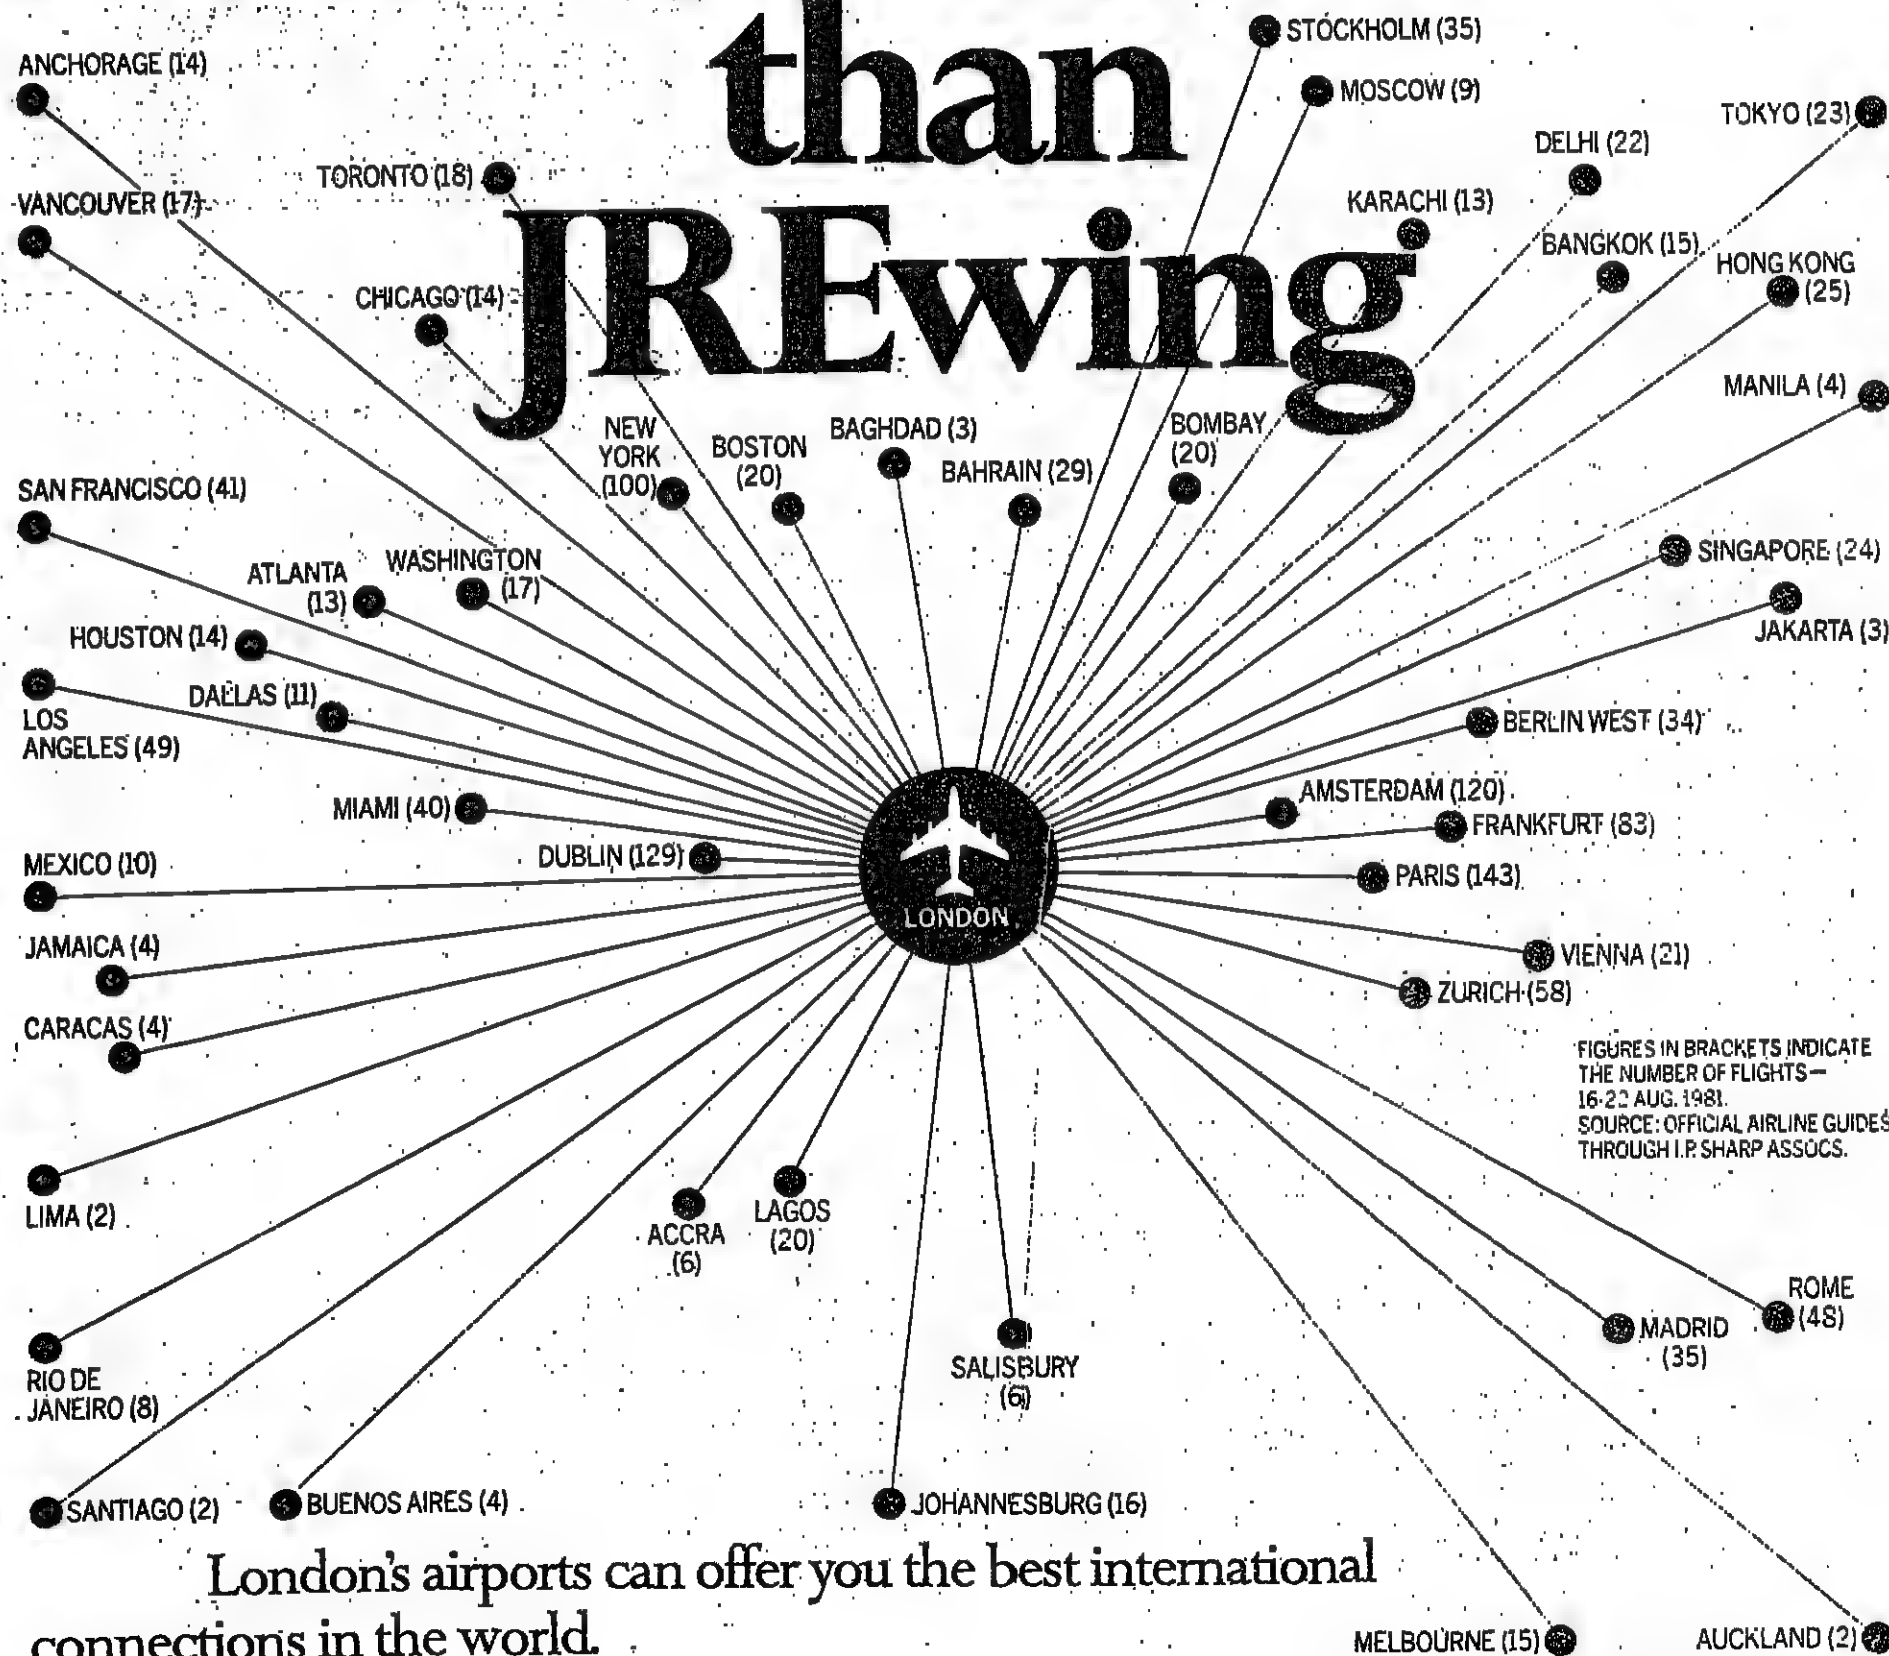 than
JREwing
STOCKHOLM (35)
MOSCOW (9)
ANCHORAGE (14)
TOKYO (23)
DELHI (22)
TORONTO (18)
VANCOUVER (17)
KARACHI (13)
BANGKOK (15)
HONG KONG
(25)
CHICAGO (14)
MANILA (4)
NEW
YORK
(100)
BOSTON
(20)
BAGHDAD (3)
BAHRAIN (29)
BOMBAY
(20)
SAN FRANCISCO (41)
SINGAPORE (24)
ATLANTA
(13)
WASHINGTON
(17)
JAKARTA (3)
HOUSTON (14)
DALLAS (11)
LOS
ANGELES (49)
BERLIN WEST (34)
MIAMI (40)
AMSTERDAM (120)
FRANKFURT (83)
DUBLIN (129)
MEXICO (10)
PARIS (143)
LONDON
JAMAICA (4)
VIENNA (21)
ZURICH (58)
CARACAS (4)
FIGURES IN BRACKETS INDICATE
THE NUMBER OF FLIGHTS—
16-22 AUG. 1981.
SOURCE: OFFICIAL AIRLINE GUIDES
THROUGH I.P. SHARP ASSOCS.
LIMA (2)
ACCRA
(6)
LAGOS
(20)
ROME
(48)
MADRID
(35)
SALISBURY
(6)
RIO DE
JANEIRO (8)
SANTIAGO (2)
BUENOS AIRES (4)
JOHANNESBURG (16)
London's airports can offer you the best international
connections in the world.
MELBOURNE (15)
AUCKLAND (2)